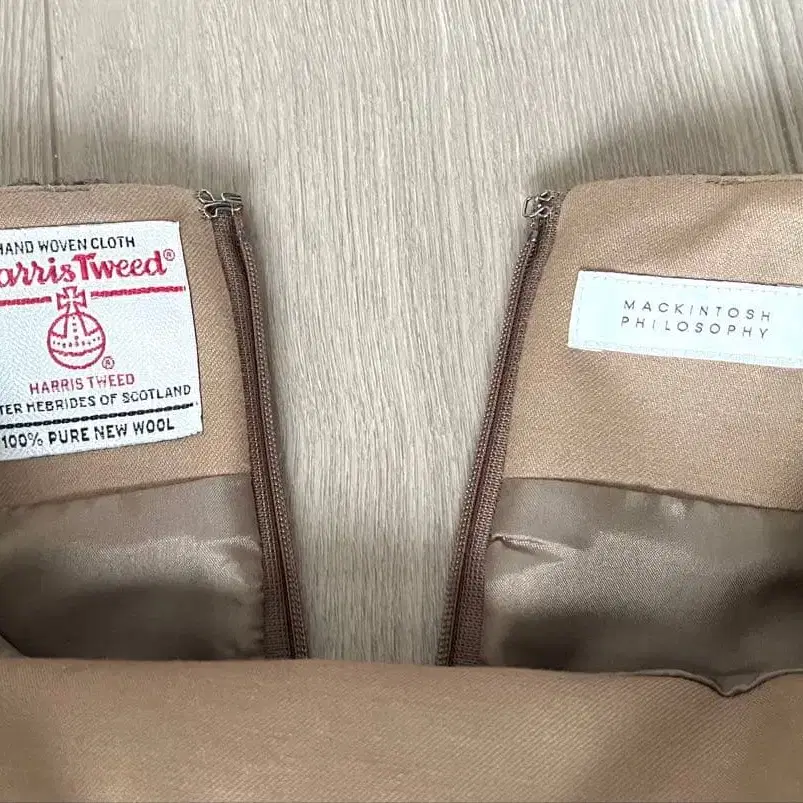 HAND WOVEN CLOTH
arris Tweed®
®
HARRIS TWEED
TER HEBRIDES OF SCOTLAND
100% PURE NEW WOOL
MACKINTOSH
PHILOSOPHY